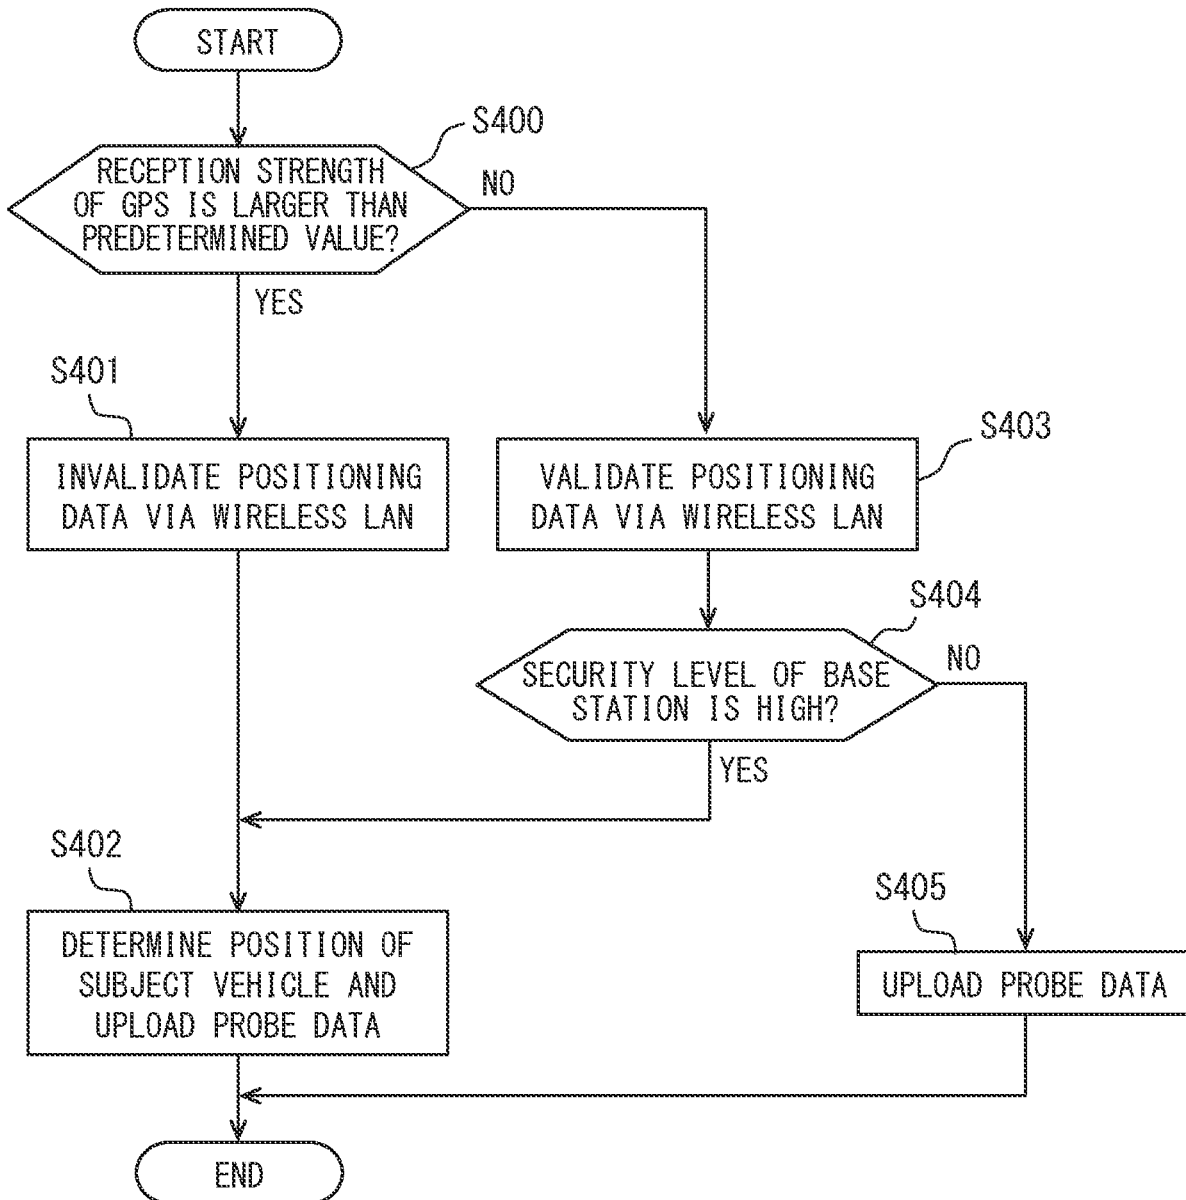 START
S400
RECEPTION STRENGTH
OF GPS IS LARGER THAN
PREDETERMINED VALUE?
NO
YES
S401
INVALIDATE POSITIONING
DATA VIA WIRELESS LAN
S403
VALIDATE POSITIONING
DATA VIA WIRELESS LAN
S404
SECURITY LEVEL OF BASE
STATION IS HIGH?
NO
YES
S402
DETERMINE POSITION OF
SUBJECT VEHICLE AND
UPLOAD PROBE DATA
S405
UPLOAD PROBE DATA
END